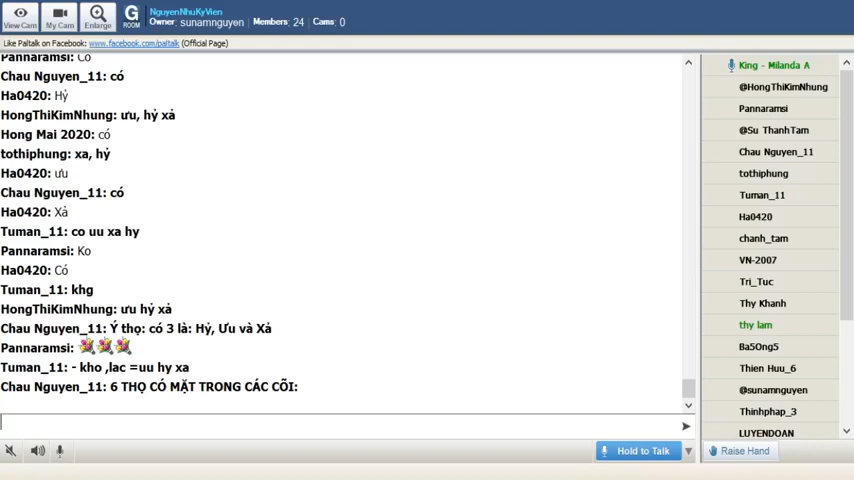 View Cam
My Cam
Enlarge
G
ROOM
NguyenNhuKyVien
Owner: sunamnguyen Members: 24 Cams: 0
Like Paltalk on Facebook: www.facebook.com/paltalk (Official Page)
Pannaramsi: Co
Chau Nguyen_11: có
Ha0420: Hỷ
HongThiKimNhung: ưu, hỷ xả
Hong Mai 2020: có
tothiphung: xa, hỷ
Ha0420: ưu
Chau Nguyen_11: có
Ha0420: Xả
Tuman_11: co uu xa hy
Pannaramsi: Ko
Ha0420: Có
Tuman_11: khg
HongThiKimNhung: ưu hỷ xả
Chau Nguyen_11: Ý thọ: có 3 là: Hỷ, Ưu và Xả
Pannaramsi:
Tuman_11: - kho ,lac =uu hy xa
Chau Nguyen_11: 6 THỌ CÓ MẶT TRONG CÁC CÕI:
Hold to Talk
King - Milanda A
@HongThiKimNhung
Pannaramsi
@Su ThanhTam
Chau Nguyen_11
tothiphung
Tuman_11
Ha0420
chanh_tam
VN-2007
Tri_Tuc
Thy Khanh
thy lam
Ba5Ong5
Thien Huu_6
@sunamnguyen
Thinhphap_3
LUYENDOAN
Raise Hand